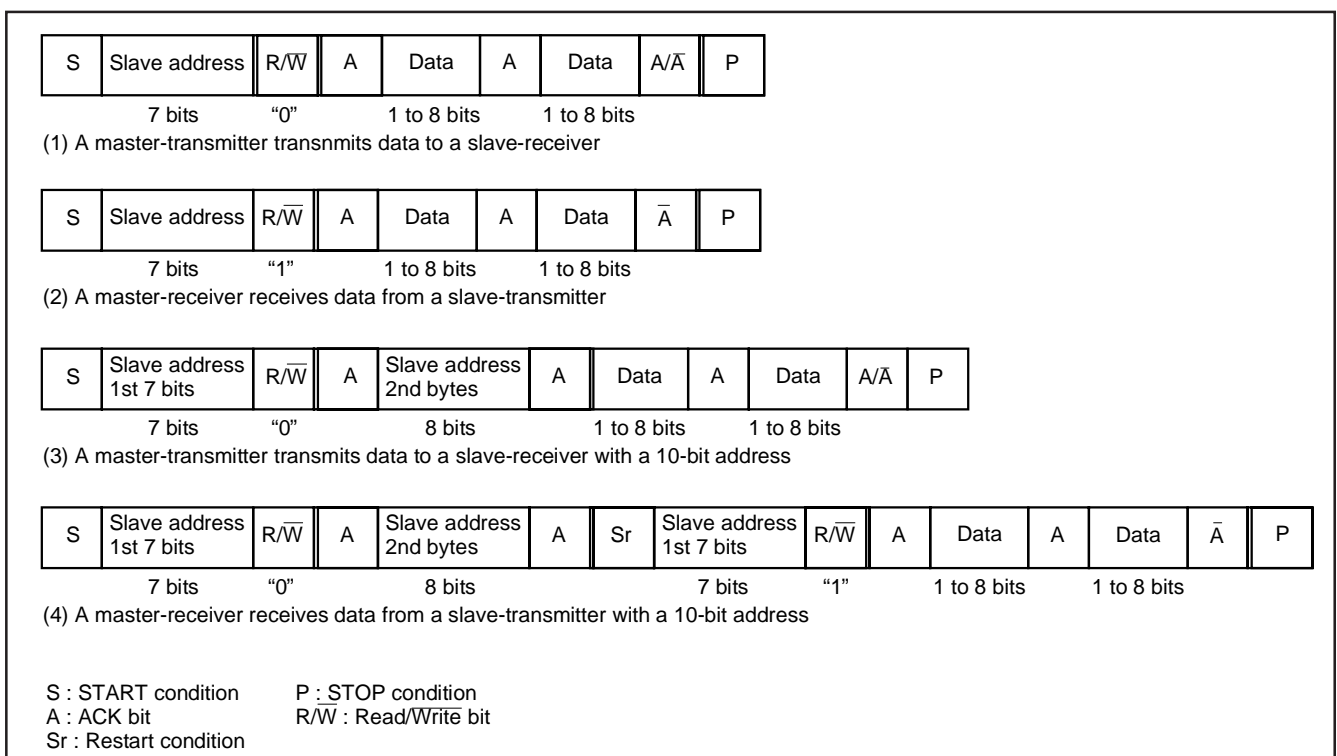 S Slave address R/W̅ A Data A Data A/A̅ P
7 bits “0” 1 to 8 bits 1 to 8 bits
(1) A master-transmitter transnmits data to a slave-receiver
S Slave address R/W̅ A Data A Data A̅ P
7 bits “1” 1 to 8 bits 1 to 8 bits
(2) A master-receiver receives data from a slave-transmitter
S Slave address 1st 7 bits R/W̅ A Slave address 2nd bytes A Data A Data A/A̅ P
7 bits “0” 8 bits 1 to 8 bits 1 to 8 bits
(3) A master-transmitter transmits data to a slave-receiver with a 10-bit address
S Slave address 1st 7 bits R/W̅ A Slave address 2nd bytes A Sr Slave address 1st 7 bits R/W̅ A Data A Data A̅ P
7 bits “0” 8 bits 7 bits “1” 1 to 8 bits 1 to 8 bits
(4) A master-receiver receives data from a slave-transmitter with a 10-bit address
S : START condition P : STOP condition
A : ACK bit R/W̅ : Read/W̅r̅i̅t̅e̅ bit
Sr : Restart condition